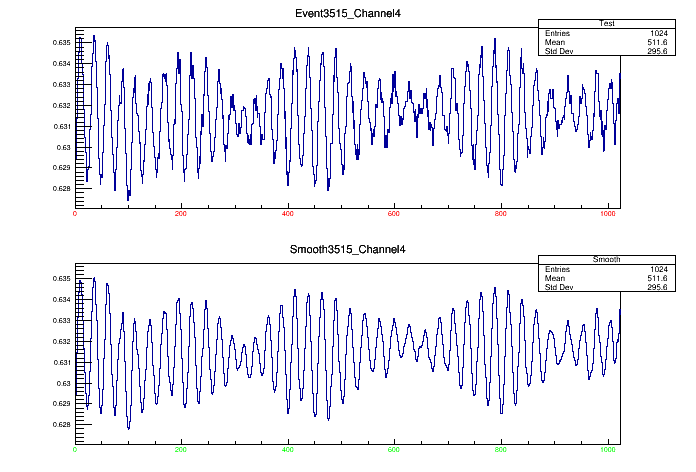 Event3515_Channel4
Test
Entries 1024
Mean 511.6
Std Dev 295.6
0.635
0.634
0.633
0.632
0.631
0.63
0.629
0.628
0 200 400 600 800 1000
Smooth3515_Channel4
Smooth
Entries 1024
Mean 511.6
Std Dev 295.6
0.635
0.634
0.633
0.632
0.631
0.63
0.629
0.628
0 200 400 600 800 1000